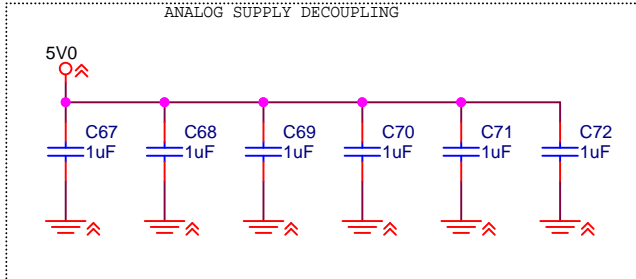 ANALOG SUPPLY DECOUPLING
5V0
C67 C68 C69 C70 C71 C72
1uF 1uF 1uF 1uF 1uF 1uF